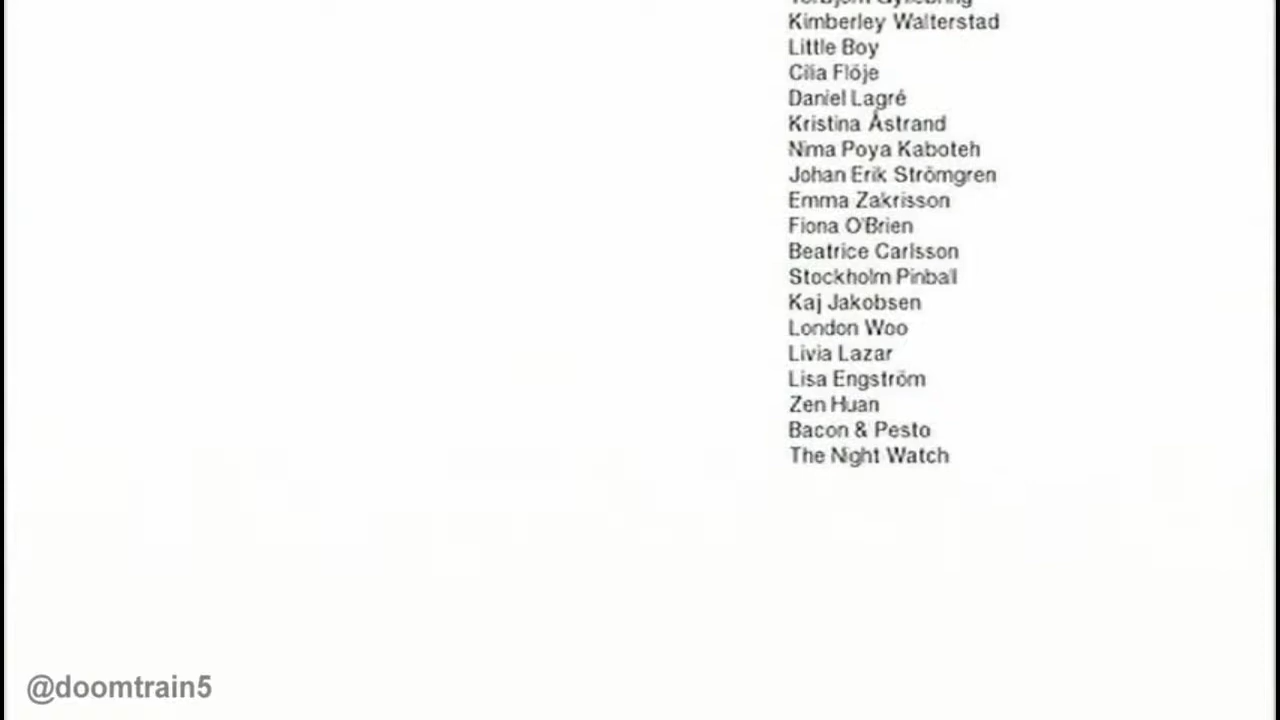 Kimberley Walterstad
Little Boy
Cilia Flöje
Daniel Lagré
Kristina Åstrand
Nima Poya Kaboteh
Johan Erik Strömgren
Emma Zakrisson
Fiona O'Brien
Beatrice Carlsson
Stockholm Pinball
Kaj Jakobsen
London Woo
Livia Lazar
Lisa Engström
Zen Huan
Bacon & Pesto
The Night Watch
@doomtrain5